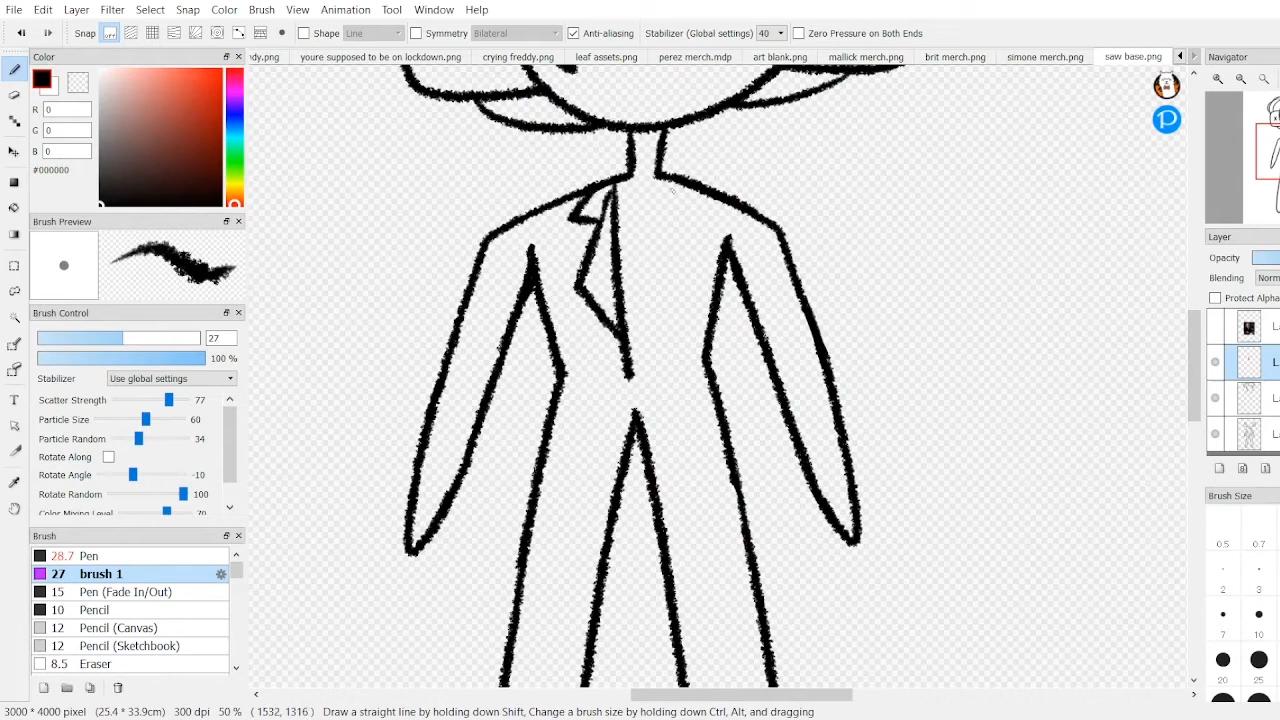 File Edit Layer Filter Select Snap Color Brush View Animation Tool Window Help
Snap off Shape Line Symmetry Bilateral Anti-aliasing Stabilizer (Global settings) 40 Zero Pressure on Both Ends
Color
dy.png youre supposed to be on lockdown.png crying freddy.png leaf assets.png perez merch.mdp art blank.png mallick merch.png brit merch.png simone merch.png saw base.png
Navigator
R 0
G 0
B 0
#000000
Brush Preview
Brush Control
27
100 %
Stabilizer Use global settings
Scatter Strength 77
Particle Size 60
Particle Random 34
Rotate Along
Rotate Angle -10
Rotate Random 100
Color Mixing Level 70
Brush
28.7 Pen
27 brush 1
15 Pen (Fade In/Out)
10 Pencil
12 Pencil (Canvas)
12 Pencil (Sketchbook)
8.5 Eraser
Layer
Opacity
Blending Norm
Protect Alpha
L
L
La
La
Brush Size
0.5 0.7
2 3
7 10
20 25
3000 * 4000 pixel (25.4 * 33.9cm) 300 dpi 50 % ( 1532, 1316 ) Draw a straight line by holding down Shift, Change a brush size by holding down Ctrl, Alt, and dragging